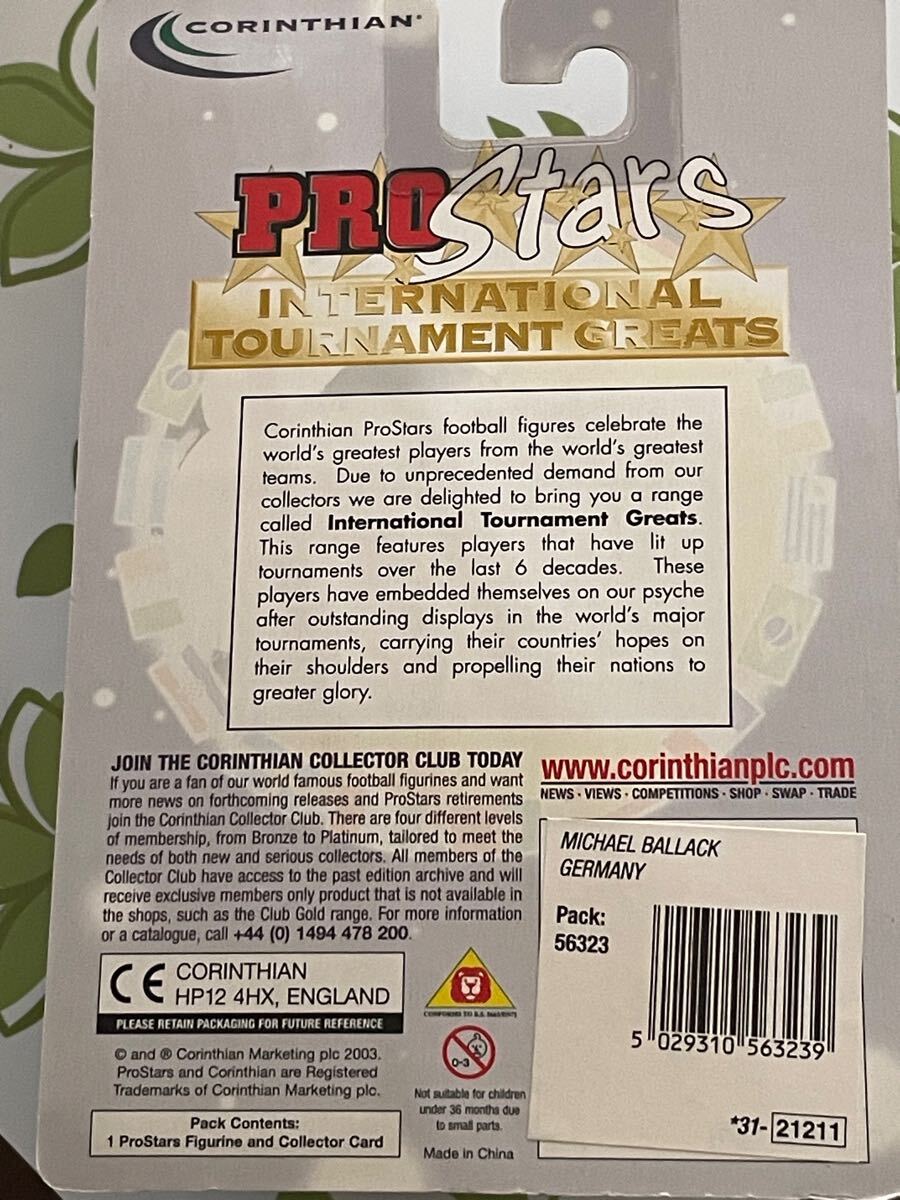 CORINTHIAN®
PROStars
INTERNATIONAL
TOURNAMENT GREATS
Corinthian ProStars football figures celebrate the
world's greatest players from the world's greatest
teams. Due to unprecedented demand from our
collectors we are delighted to bring you a range
called International Tournament Greats.
This range features players that have lit up
tournaments over the last 6 decades. These
players have embedded themselves on our psyche
after outstanding displays in the world's major
tournaments, carrying their countries' hopes on
their shoulders and propelling their nations to
greater glory.
JOIN THE CORINTHIAN COLLECTOR CLUB TODAY
If you are a fan of our world famous football figurines and want
more news on forthcoming releases and ProStars retirements
join the Corinthian Collector Club. There are four different levels
of membership, from Bronze to Platinum, tailored to meet the
needs of both new and serious collectors. All members of the
Collector Club have access to the past edition archive and will
receive exclusive members only product that is not available in
the shops, such as the Club Gold range. For more information
or a catalogue, call +44 (0) 1494 478 200.
CE CORINTHIAN
HP12 4HX, ENGLAND
PLEASE RETAIN PACKAGING FOR FUTURE REFERENCE
© and ® Corinthian Marketing plc 2003.
ProStars and Corinthian are Registered
Trademarks of Corinthian Marketing plc.
Pack Contents:
1 ProStars Figurine and Collector Card
CONFORMS TO B.S.
0-3
Not suitable for children
under 36 months due
to small parts.
Made in China
www.corinthianplc.com
NEWS · VIEWS · COMPETITIONS · SHOP · SWAP · TRADE
MICHAEL BALLACK
GERMANY
Pack:
56323
5 029310 563239
*31- 21211